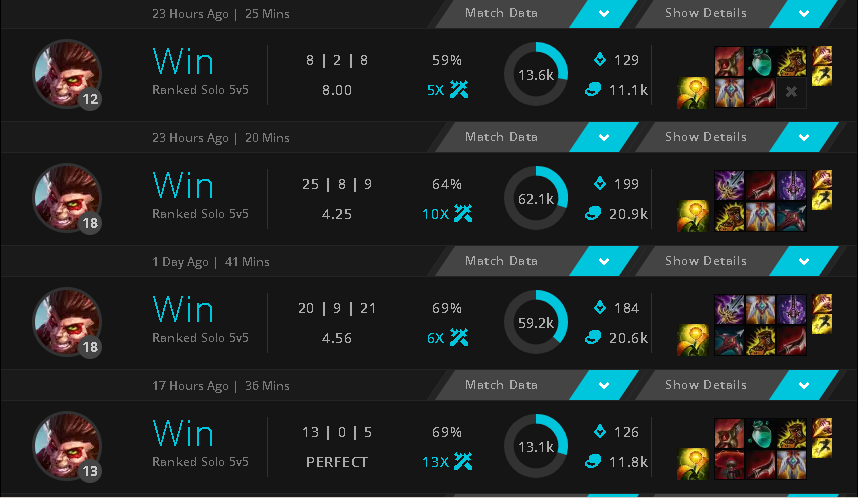 23 Hours Ago | 25 Mins Match Data Show Details
Win 8 | 2 | 8 59% 13.6k 129
Ranked Solo 5v5 8.00 5X 11.1k
12
23 Hours Ago | 20 Mins Match Data Show Details
Win 25 | 8 | 9 64% 62.1k 199
Ranked Solo 5v5 4.25 10X 20.9k
18
1 Day Ago | 41 Mins Match Data Show Details
Win 20 | 9 | 21 69% 59.2k 184
Ranked Solo 5v5 4.56 6X 20.6k
18
17 Hours Ago | 36 Mins Match Data Show Details
Win 13 | 0 | 5 69% 13.1k 126
Ranked Solo 5v5 PERFECT 13X 11.8k
13